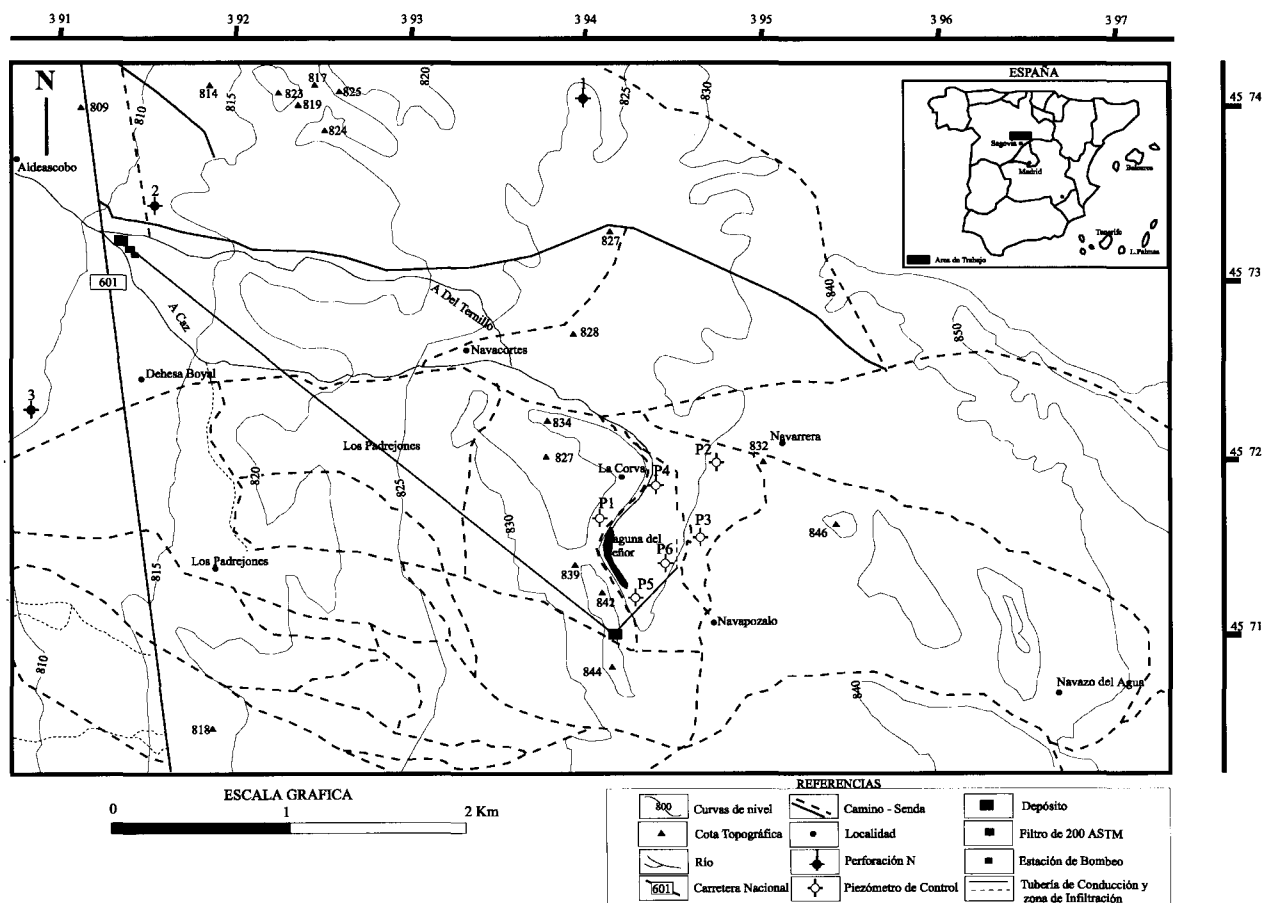 3 91
3 92
3 93
3 94
3 95
3 96
3 97
N
809
814
823
817
819
825
824
810
815
820
1
825
830
ESPAÑA
Segovia
Madrid
Baleares
Tenerife
L. Palmas
Area de Trabajo
45 74
45 73
45 72
45 71
Aldeascobo
2
601
A Caz
A Del Ternillo
827
828
840
850
Navacortes
Dehesa Boyal
3
834
827
Los Padrejones
La Corva
P4
P2
832
Navarrera
820
825
830
P1
P3
P6
P5
Laguna del
Señor
846
839
842
Los Padrejones
815
810
Navapozalo
844
840
Navazo del Agua
818
ESCALA GRAFICA
0
1
2 Km
REFERENCIAS
800
Curvas de nivel
Camino - Senda
Depósito
Cota Topográfica
Localidad
Filtro de 200 ASTM
Río
Perforación N
Estación de Bombeo
601
Carretera Nacional
Piezómetro de Control
Tubería de Conducción y
zona de Infiltración